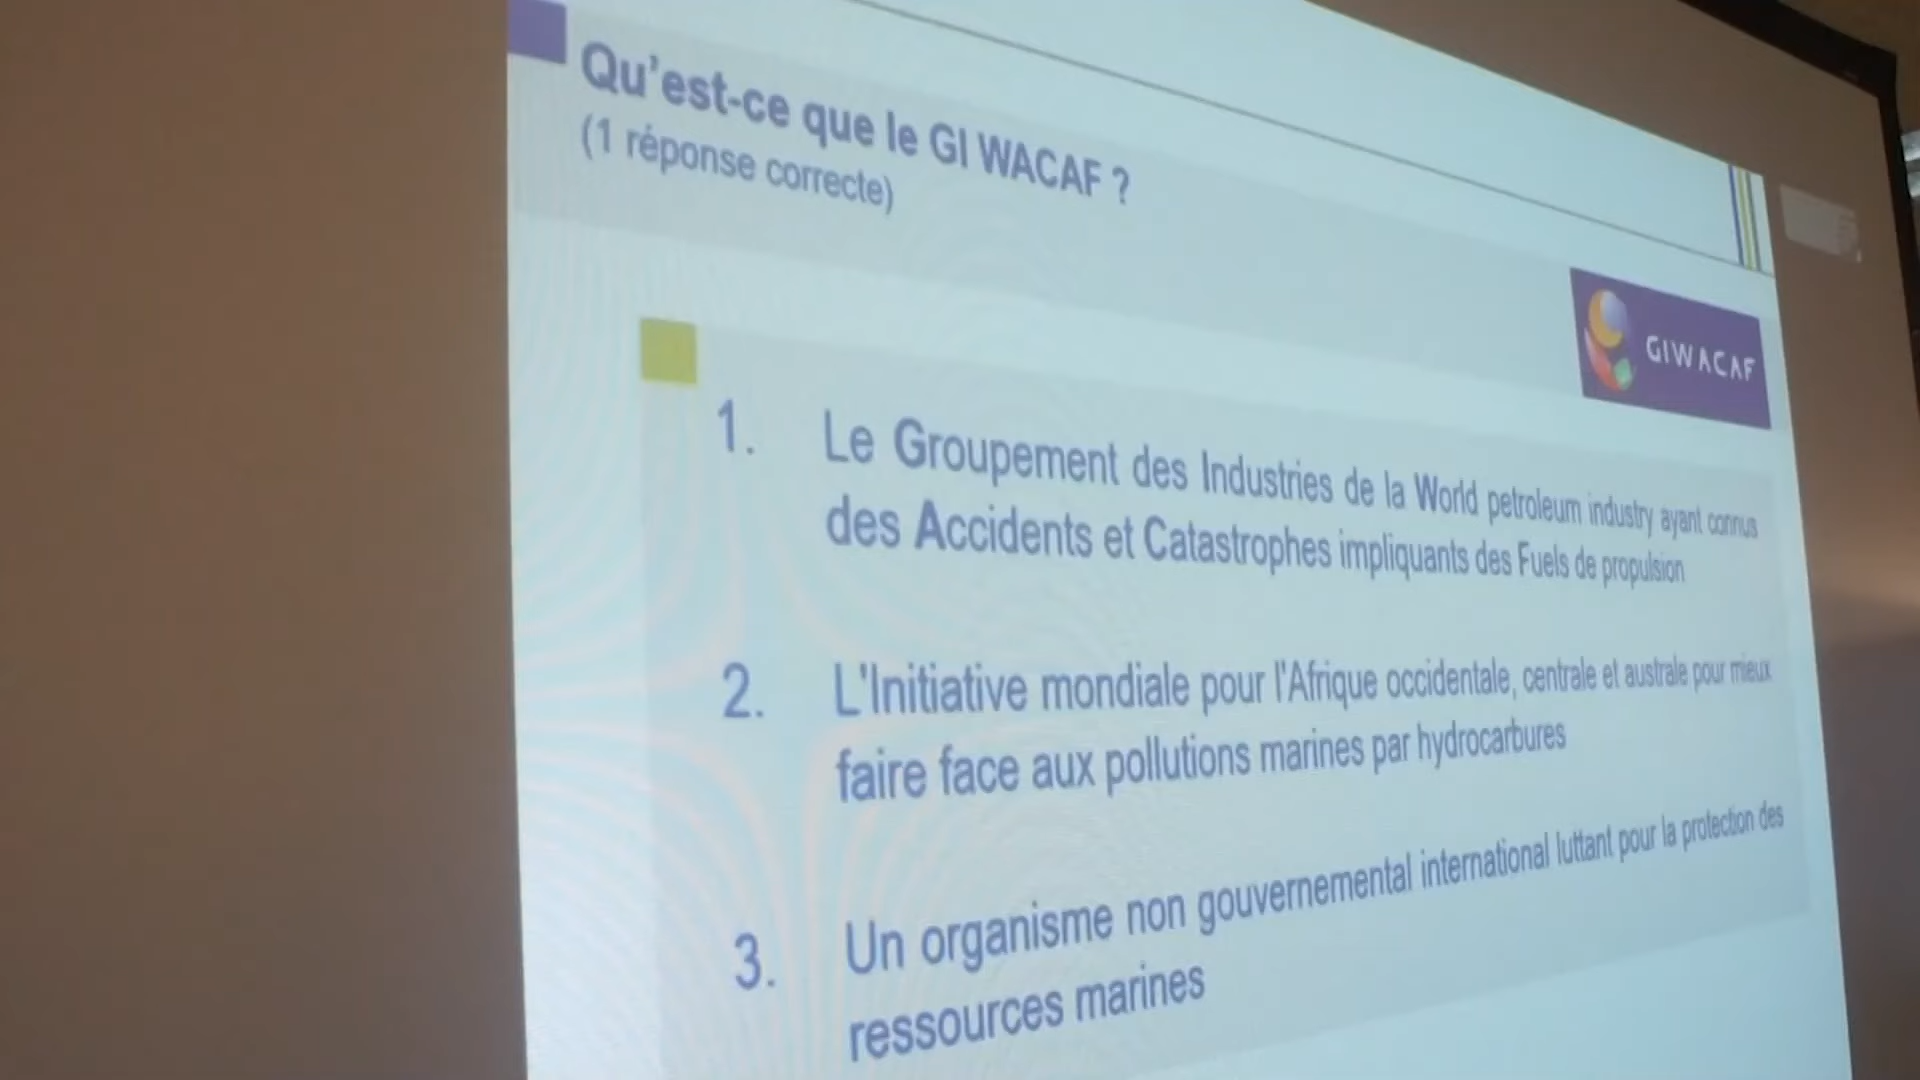 Qu'est-ce que le GI WACAF ?
(1 réponse correcte)
GIWACAF
1. Le Groupement des Industries de la World petroleum industry ayant connus
des Accidents et Catastrophes impliquants des Fuels de propulsion
2. L'Initiative mondiale pour l'Afrique occidentale, centrale et australe pour mieux
faire face aux pollutions marines par hydrocarbures
3. Un organisme non gouvernemental international luttant pour la protection des
ressources marines